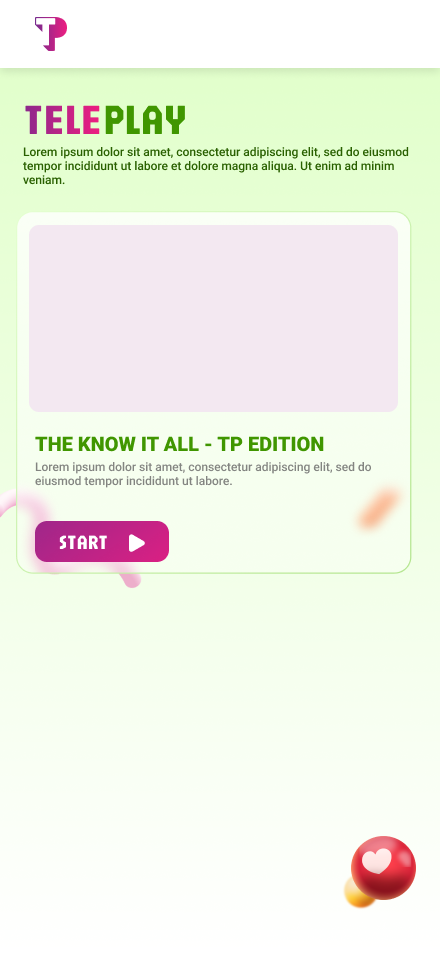 TP
TELEPLAY
Lorem ipsum dolor sit amet, consectetur adipiscing elit, sed do eiusmod
tempor incididunt ut labore et dolore magna aliqua. Ut enim ad minim
veniam.
THE KNOW IT ALL - TP EDITION
Lorem ipsum dolor sit amet, consectetur adipiscing elit, sed do
eiusmod tempor incididunt ut labore.
START